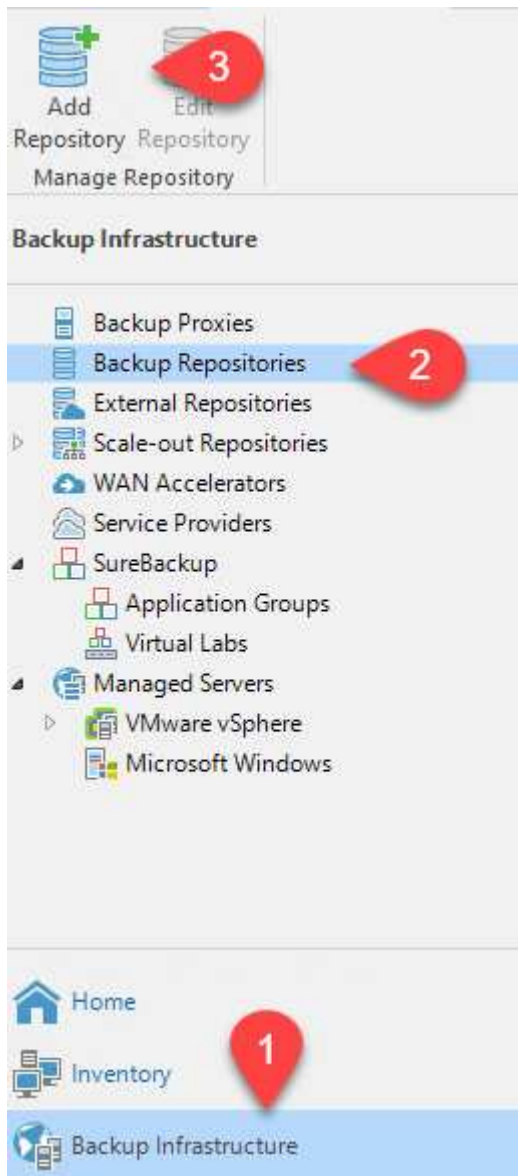 3
Add Edit
Repository Repository
Manage Repository
Backup Infrastructure
Backup Proxies
Backup Repositories
2
External Repositories
Scale-out Repositories
WAN Accelerators
Service Providers
SureBackup
Application Groups
Virtual Labs
Managed Servers
VMware vSphere
Microsoft Windows
Home
1
Inventory
Backup Infrastructure